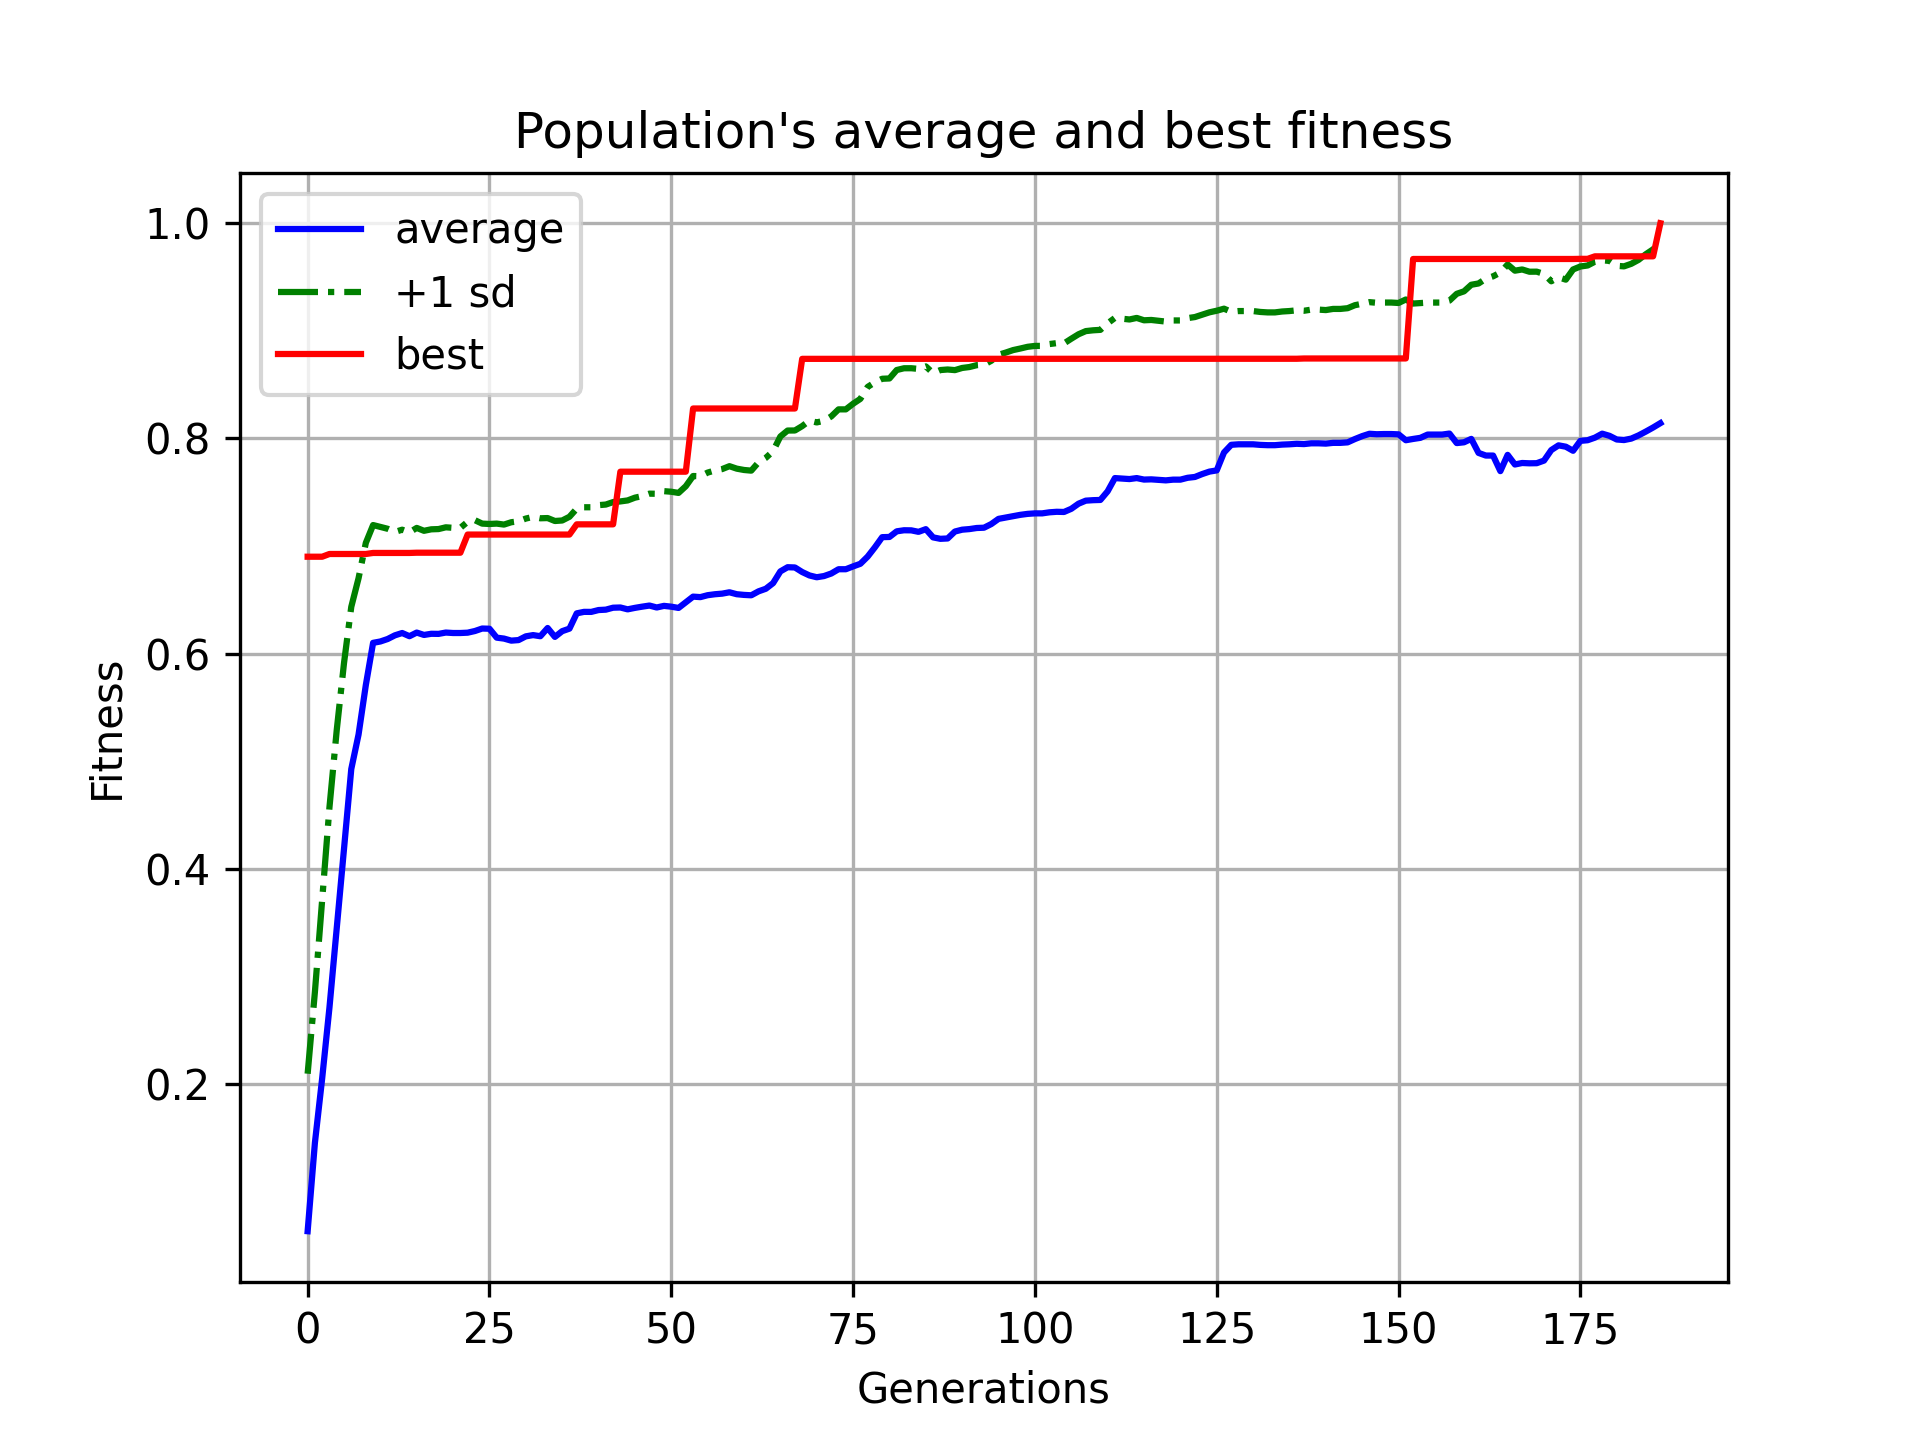 Population's average and best fitness
average
+1 sd
best
Fitness
1.0
0.8
0.6
0.4
0.2
0 25 50 75 100 125 150 175
Generations